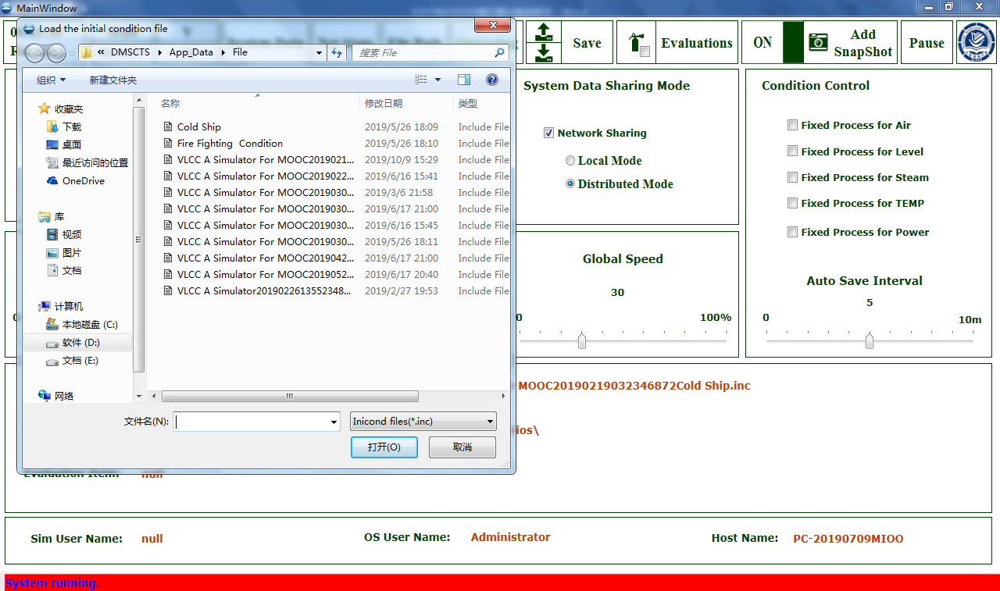 MainWindow
Load the initial condition file
Save
Evaluations
ON
Add
SnapShot
Pause
« DMSCTS
App_Data
File
搜索 File
组织
新建文件夹
收藏夹
下载
桌面
最近访问的位置
OneDrive
库
视频
图片
文档
计算机
本地磁盘 (C:)
软件 (D:)
文档 (E:)
网络
名称 修改日期 类型
Cold Ship 2019/5/26 18:09 Include File
Fire Fighting Condition 2019/5/26 18:10 Include File
VLCC A Simulator For MOOC2019021... 2019/10/9 15:29 Include File
VLCC A Simulator For MOOC2019022... 2019/6/16 15:41 Include File
VLCC A Simulator For MOOC2019030... 2019/3/6 21:58 Include File
VLCC A Simulator For MOOC2019030... 2019/6/17 21:00 Include File
VLCC A Simulator For MOOC2019030... 2019/6/16 15:45 Include File
VLCC A Simulator For MOOC2019030... 2019/5/26 18:11 Include File
VLCC A Simulator For MOOC2019042... 2019/6/17 21:00 Include File
VLCC A Simulator For MOOC2019052... 2019/6/17 20:40 Include File
VLCC A Simulator2019022613552348... 2019/2/27 19:53 Include File
文件名(N):
Inicond files(*.inc)
打开(O)
取消
System Data Sharing Mode
Network Sharing
Local Mode
Distributed Mode
Condition Control
Fixed Process for Air
Fixed Process for Level
Fixed Process for Steam
Fixed Process for TEMP
Fixed Process for Power
Global Speed
30
0 100%
Auto Save Interval
5
0 10m
MOOC20190219032346872Cold Ship.inc
ios\
Evaluation Item null
Sim User Name: null
OS User Name: Administrator
Host Name: PC-20190709MIOO
System running.